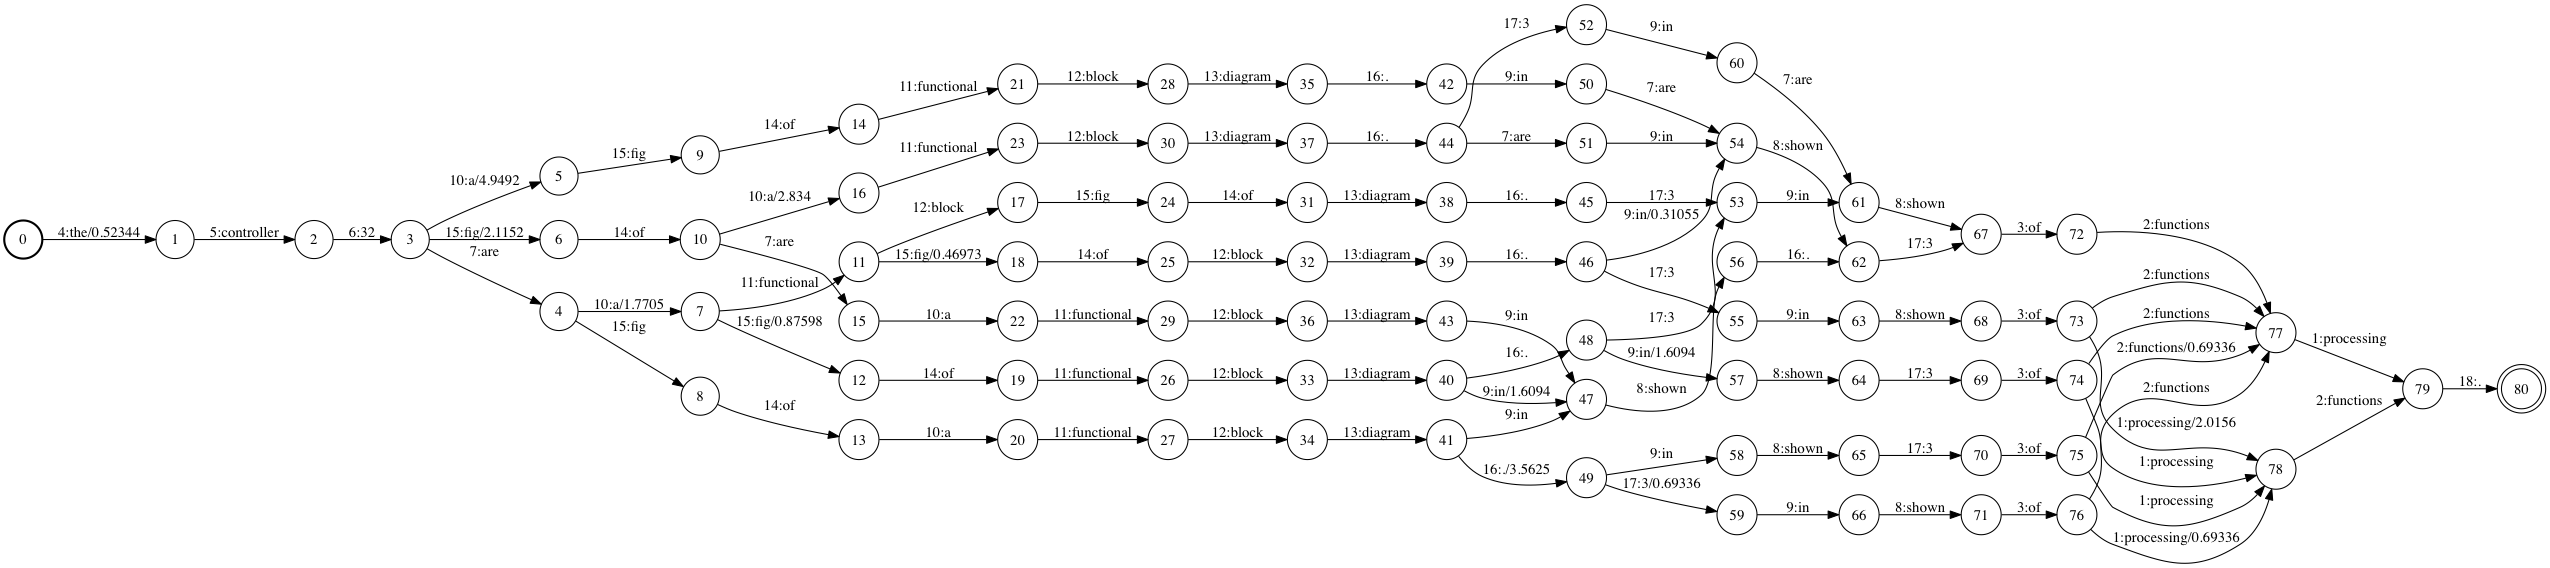 17:3
52
9:in
60
11:functional
21
12:block
28
13:diagram
35
16:.
42
9:in
50
7:are
7:are
14:of
14
11:functional
23
12:block
30
13:diagram
37
16:.
44
7:are
51
9:in
54
8:shown
15:fig
9
10:a/4.9492
5
10:a/2.834
16
12:block
17
15:fig
24
14:of
31
13:diagram
38
16:.
45
17:3
53
9:in
61
8:shown
9:in/0.31055
0
4:the/0.52344
1
5:controller
2
6:32
3
15:fig/2.1152
6
14:of
10
7:are
7:are
11
15:fig/0.46973
18
14:of
25
12:block
32
13:diagram
39
16:.
46
17:3
56
16:.
62
17:3
67
3:of
72
2:functions
11:functional
4
10:a/1.7705
7
15:fig/0.87598
15
10:a
22
11:functional
29
12:block
36
13:diagram
43
9:in
17:3
55
9:in
63
8:shown
68
3:of
73
2:functions
2:functions
77
1:processing
15:fig
48
9:in/1.6094
2:functions/0.69336
12
14:of
19
11:functional
26
12:block
33
13:diagram
40
16:.
9:in/1.6094
47
8:shown
57
8:shown
64
17:3
69
3:of
74
2:functions
79
18:.
80
8
14:of
2:functions
13
10:a
20
11:functional
27
12:block
34
13:diagram
41
9:in
1:processing/2.0156
16:./3.5625
49
9:in
58
8:shown
65
17:3
70
3:of
75
1:processing
78
17:3/0.69336
59
9:in
66
8:shown
71
3:of
76
1:processing
1:processing/0.69336